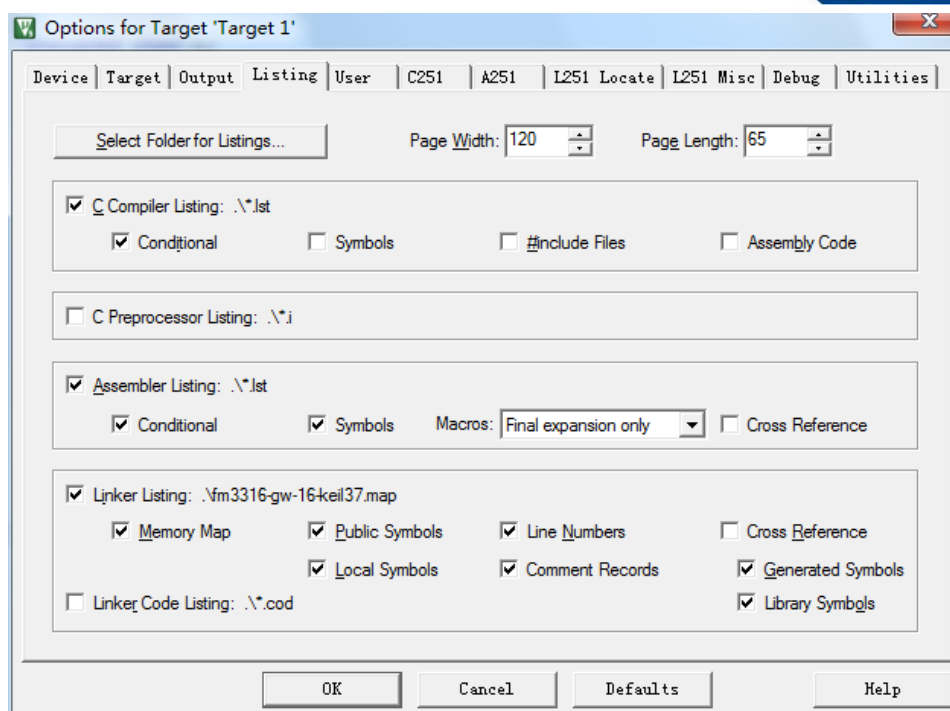 Options for Target 'Target 1'
Device Target Output Listing User C251 A251 L251 Locate L251 Misc Debug Utilities
Select Folder for Listings... Page Width: 120 Page Length: 65
C Compiler Listing: .\*.lst
Conditional Symbols #include Files Assembly Code
C Preprocessor Listing: .\*.i
Assembler Listing: .\*.lst
Conditional Symbols Macros: Final expansion only Cross Reference
Linker Listing: .\fm3316-gw-16-keil37.map
Memory Map Public Symbols Line Numbers Cross Reference
Local Symbols Comment Records Generated Symbols
Linker Code Listing: .\*.cod Library Symbols
OK Cancel Defaults Help